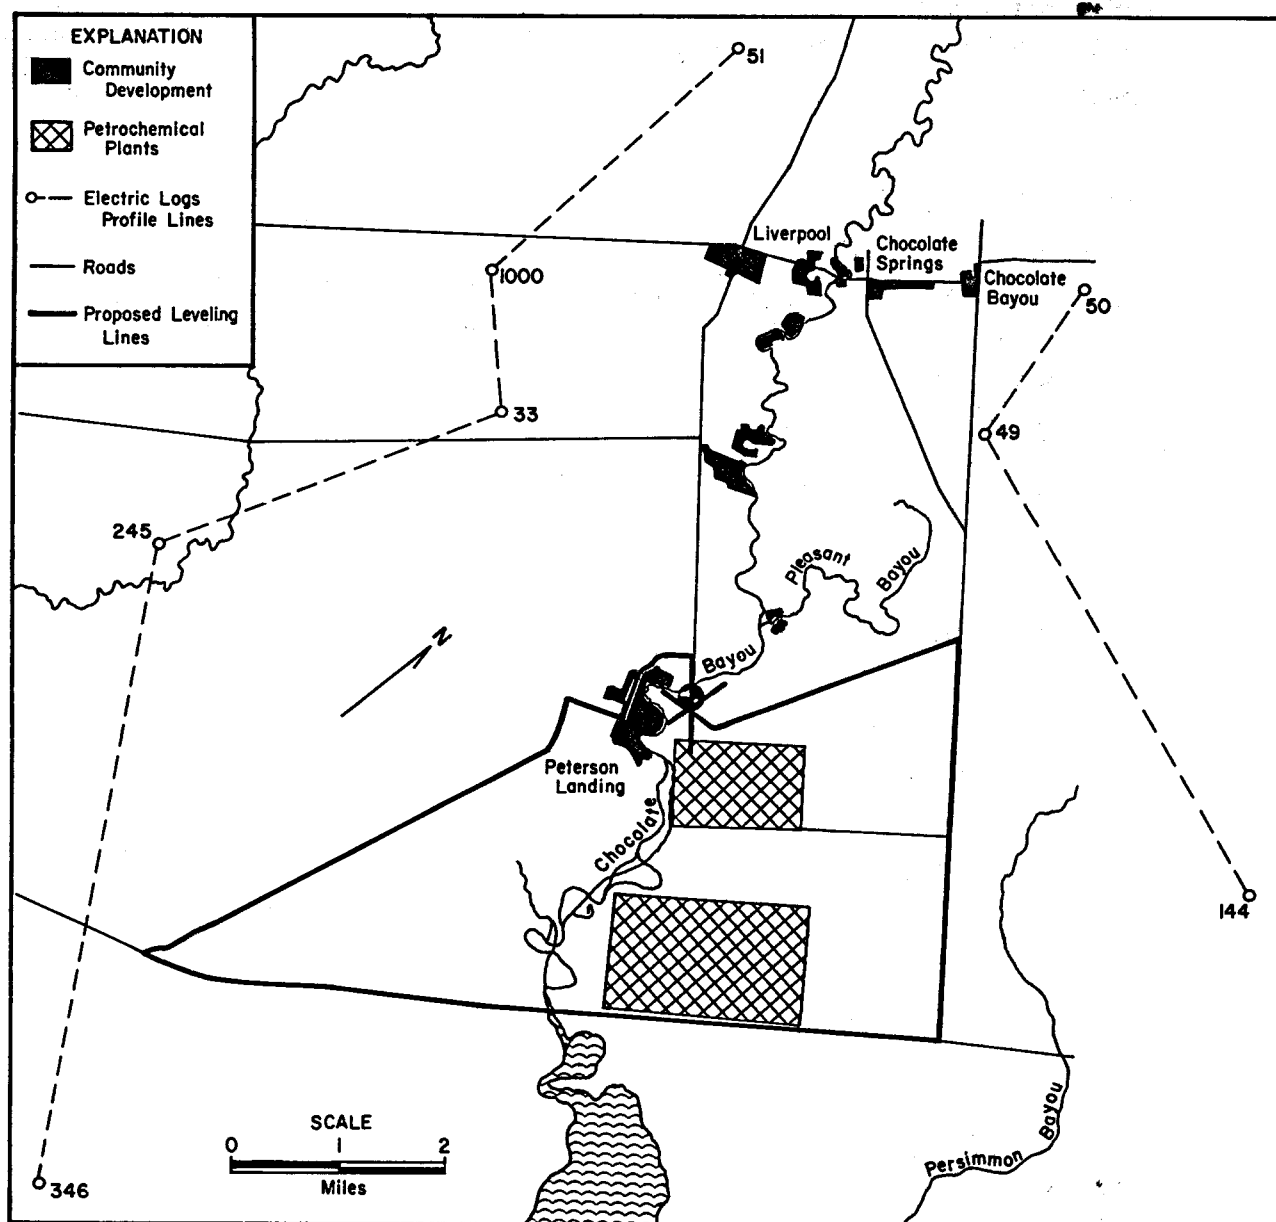 EXPLANATION
Community
Development
Petrochemical
Plants
Electric Logs
Profile Lines
Roads
Proposed Leveling
Lines
51
Liverpool
Chocolate
Springs
1000
Chocolate
Bayou
50
33
49
245
Pleasant
Bayou
N
Bayou
Peterson
Landing
Chocolate
144
Bayou
Persimmon
SCALE
0 1 2
Miles
346